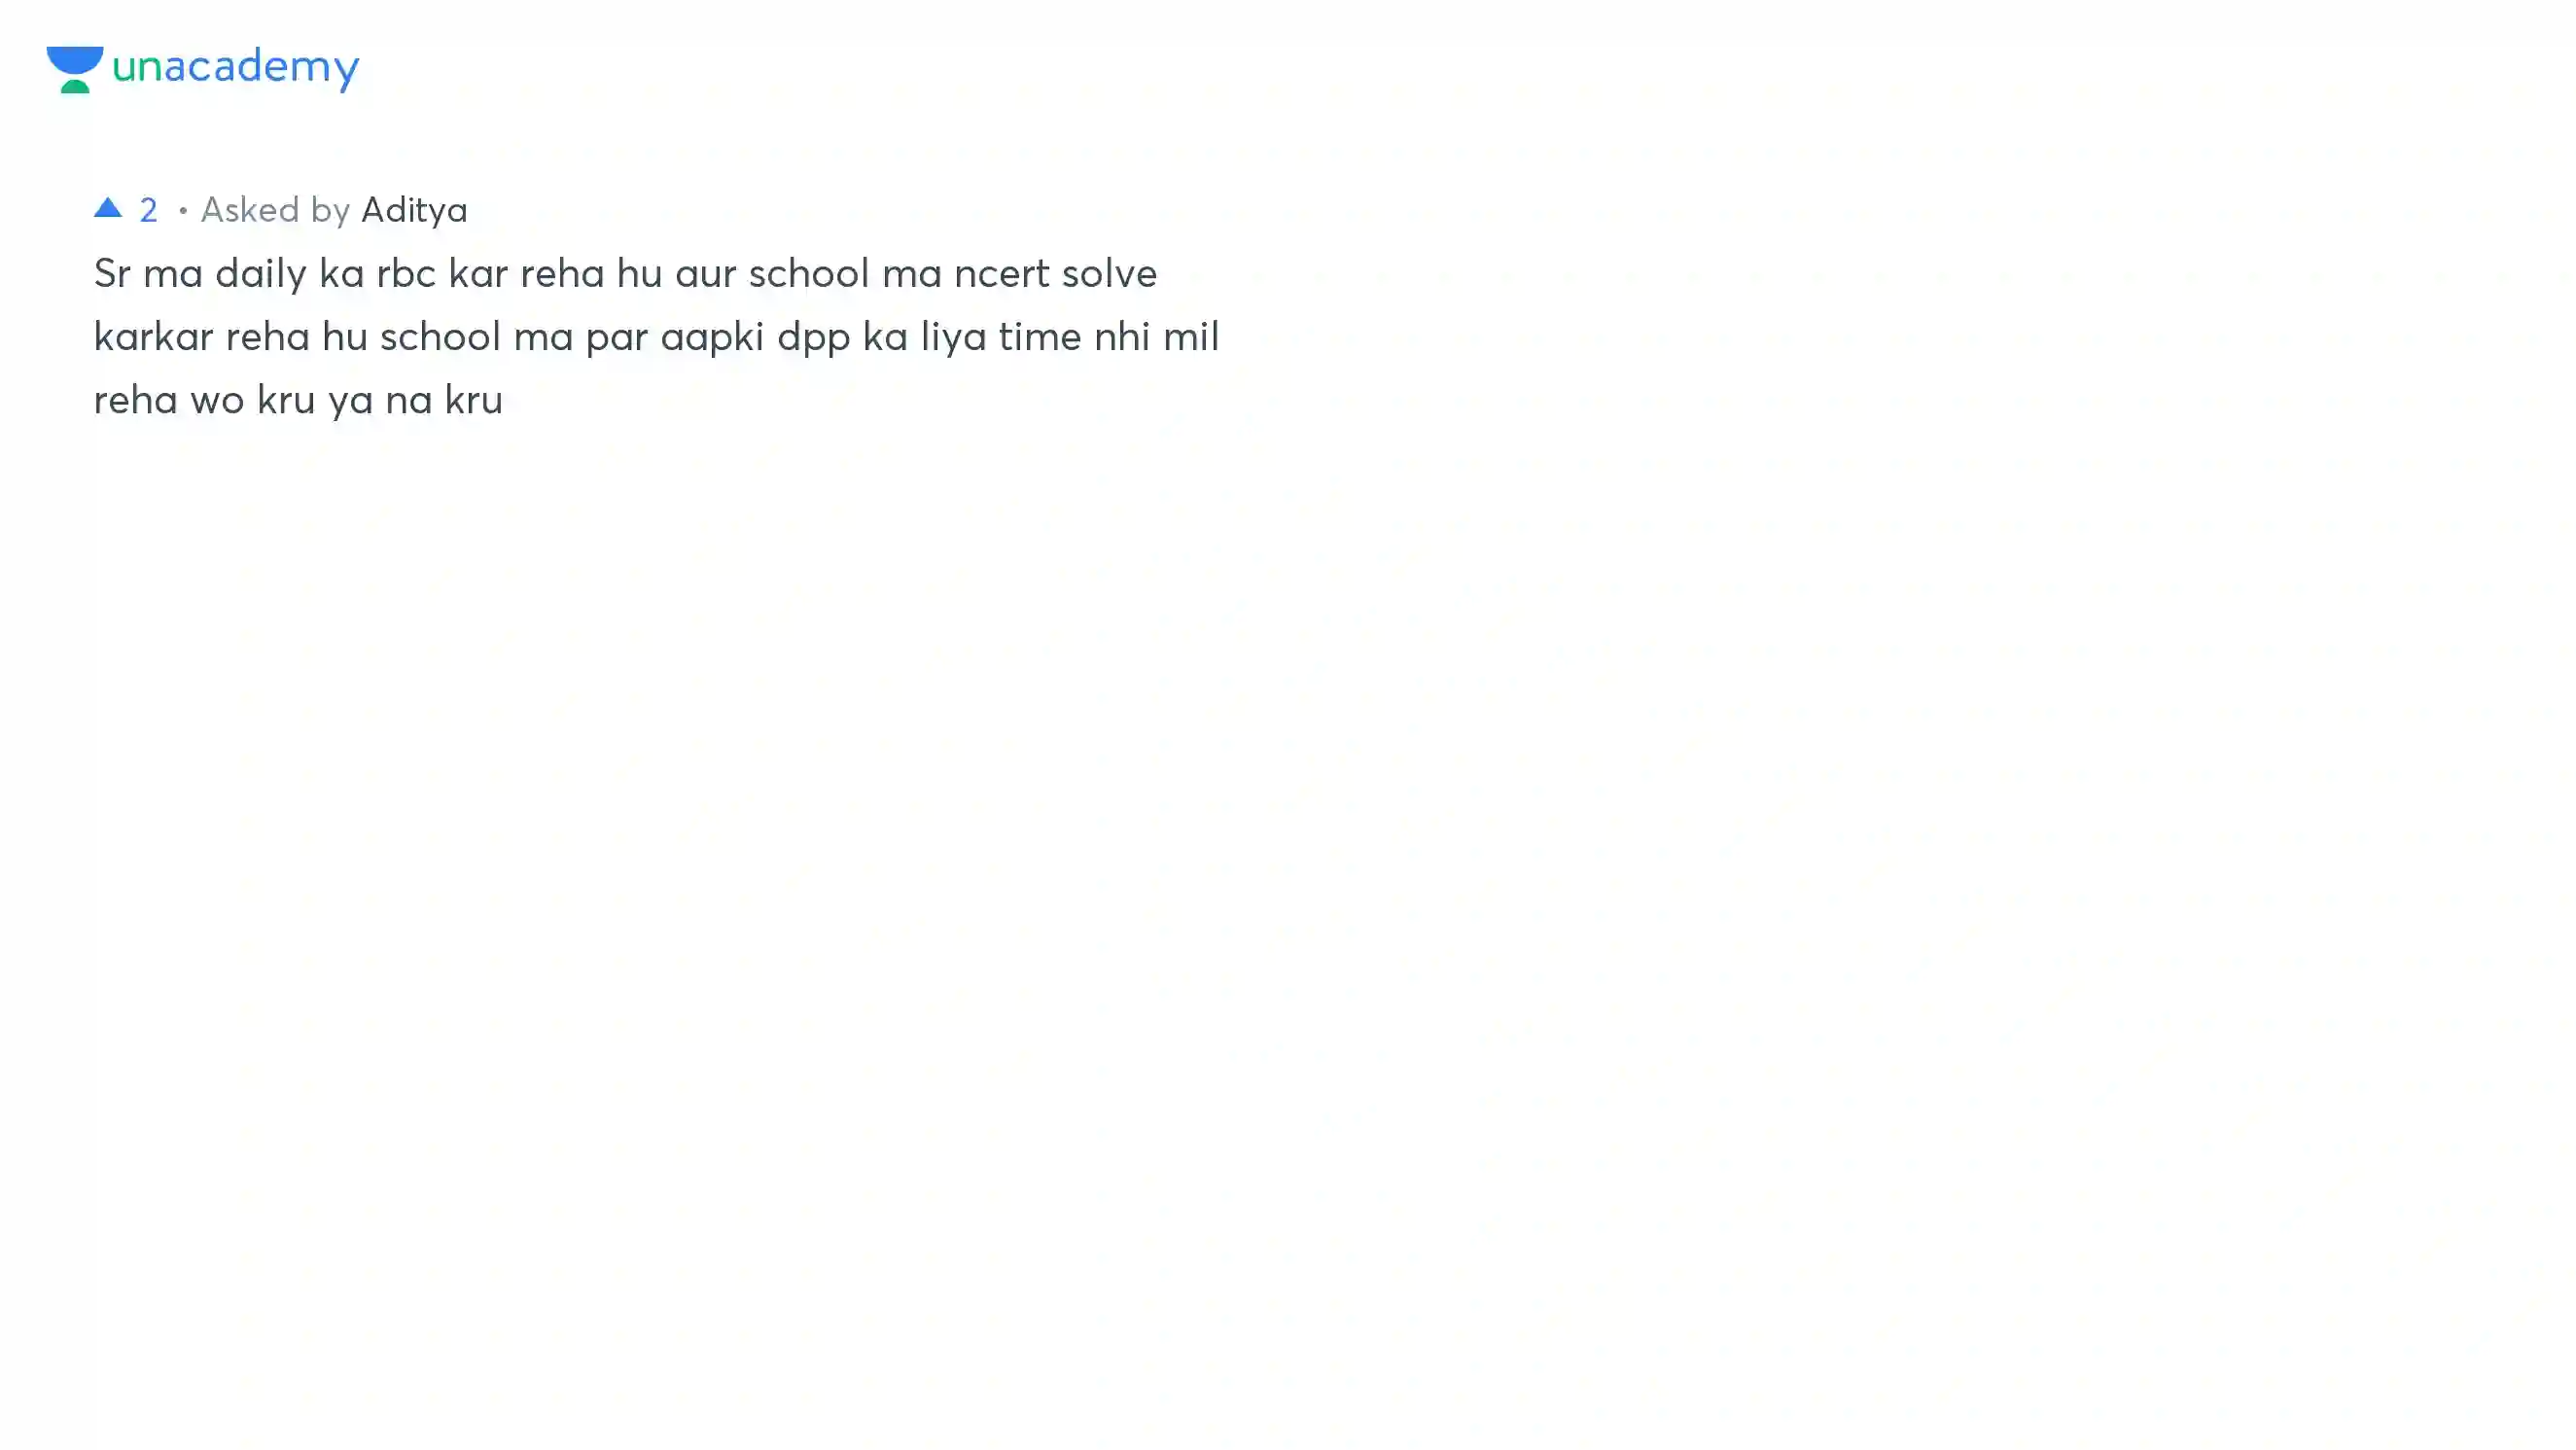 unacademy
▲ 2 • Asked by Aditya
Sr ma daily ka rbc kar reha hu aur school ma ncert solve
karkar reha hu school ma par aapki dpp ka liya time nhi mil
reha wo kru ya na kru